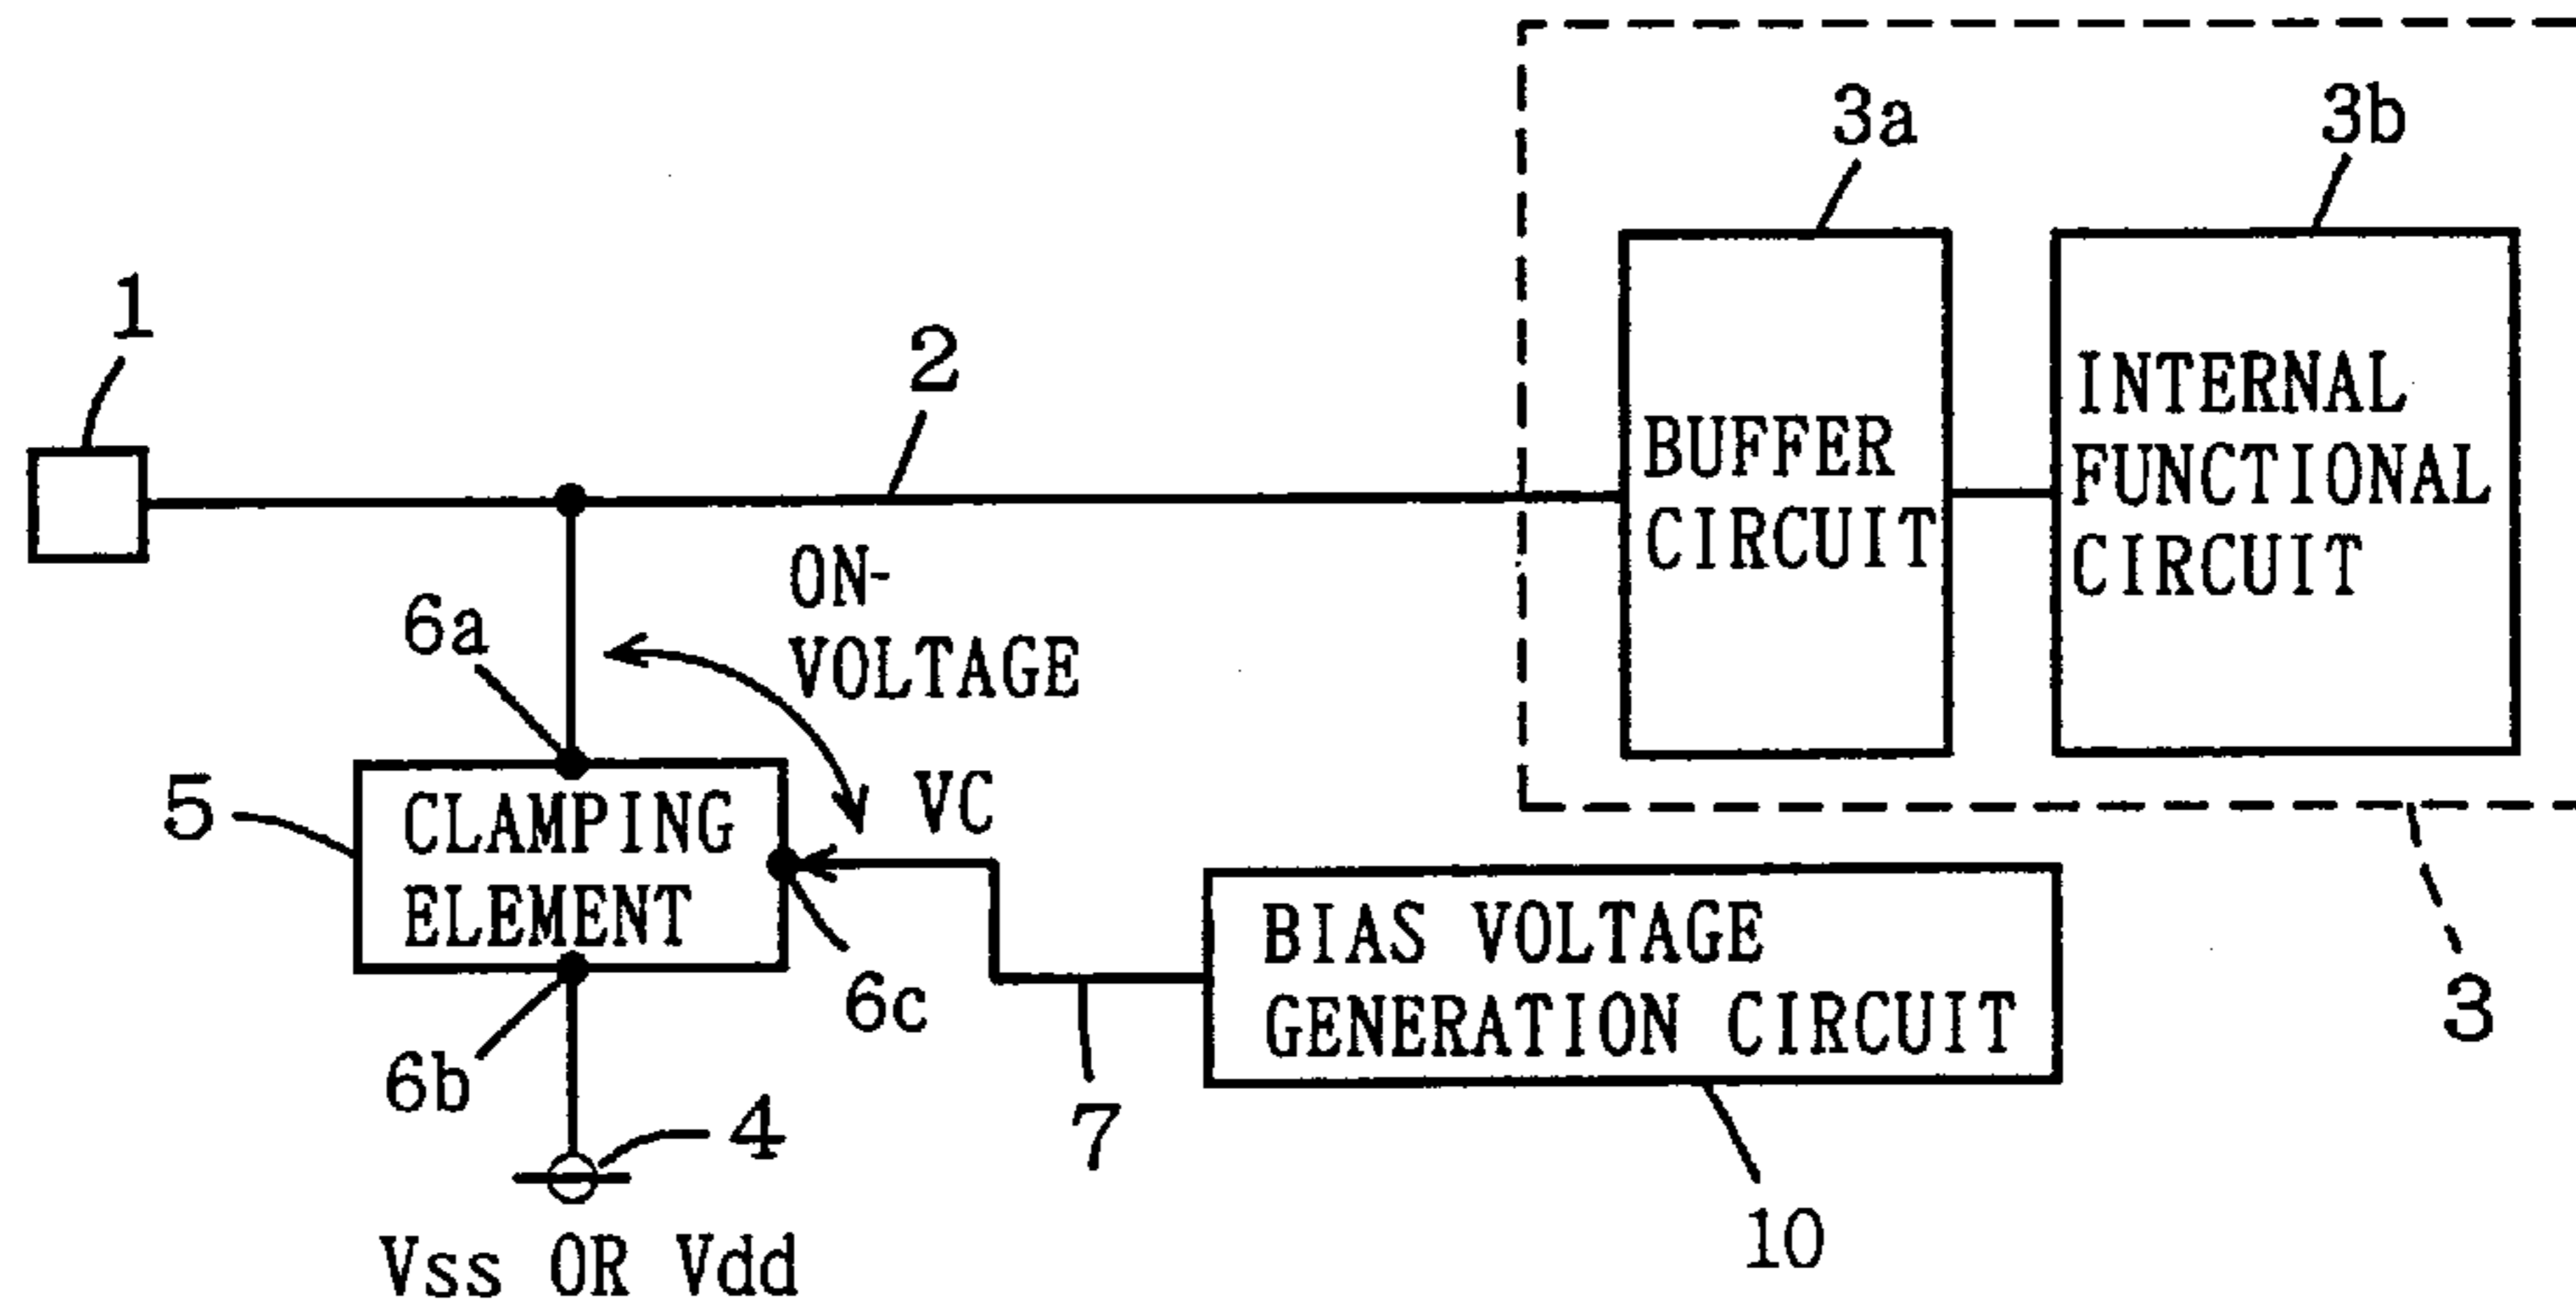 3a
3b
1
2
BUFFER
CIRCUIT
INTERNAL
FUNCTIONAL
CIRCUIT
ON-
VOLTAGE
6a
5
CLAMPING
ELEMENT
VC
6c
6b
BIAS VOLTAGE
GENERATION CIRCUIT
3
4
7
10
Vss OR Vdd